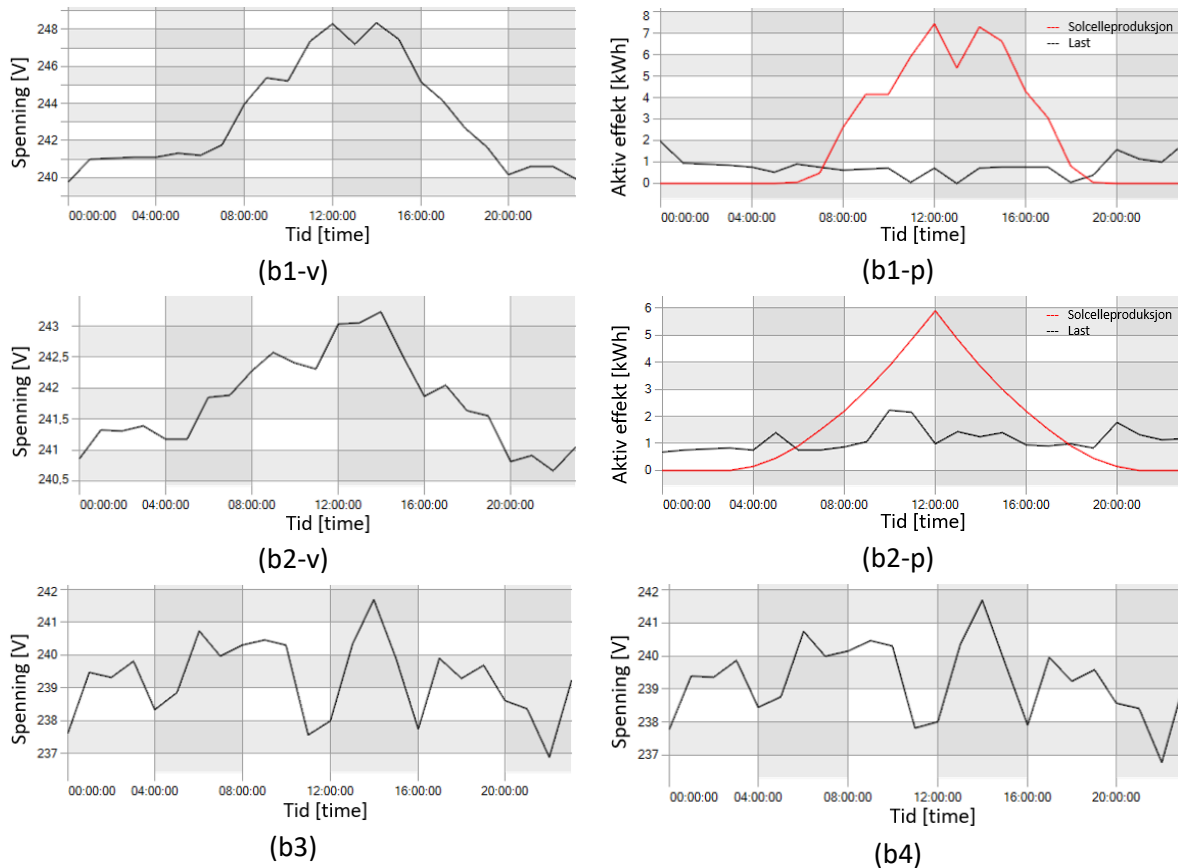 Spenning [V]
248
246
244
241
240
00:00:00 04:00:00 08:00:00 12:00:00 16:00:00 20:00:00
Tid [time]
(b1-v)
Aktiv effekt [kWh]
8
7
6
5
4
3
2
1
0
Solcelleproduksjon
Last
00:00:00 04:00:00 08:00:00 12:00:00 16:00:00 20:00:00
Tid [time]
(b1-p)
Spenning [V]
243
242.5
242
241.5
241
240.5
00:00:00 04:00:00 08:00:00 12:00:00 16:00:00 20:00:00
Tid [time]
(b2-v)
Aktiv effekt [kWh]
6
5
4
3
2
1
0
Solcelleproduksjon
Last
00:00:00 04:00:00 08:00:00 12:00:00 16:00:00 20:00:00
Tid [time]
(b2-p)
Spenning [V]
242
241
240
239
238
237
00:00:00 04:00:00 08:00:00 12:00:00 16:00:00 20:00:00
Tid [time]
(b3)
Spenning [V]
242
241
240
239
238
237
00:00:00 04:00:00 08:00:00 12:00:00 16:00:00 20:00:00
Tid [time]
(b4)